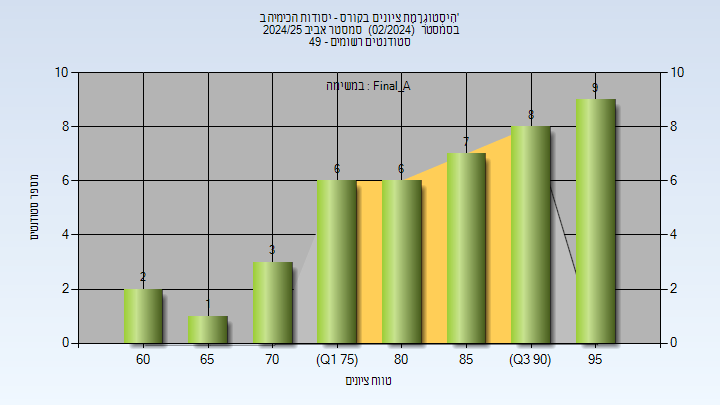 היסטוגרמת ציונים בקורס - יסודות הכימיה ב'
בסמסטר (02/2024) סמסטר אביב 2024/25
סטודנטים רשומים - 49
במשימה : Final_A
מספר סטודנטים
10 8 6 4 2 0
2 1 3 6 6 7 8 9
10 8 6 4 2 0
60 65 70 (Q1 75) 80 85 (Q3 90) 95
טווח ציונים